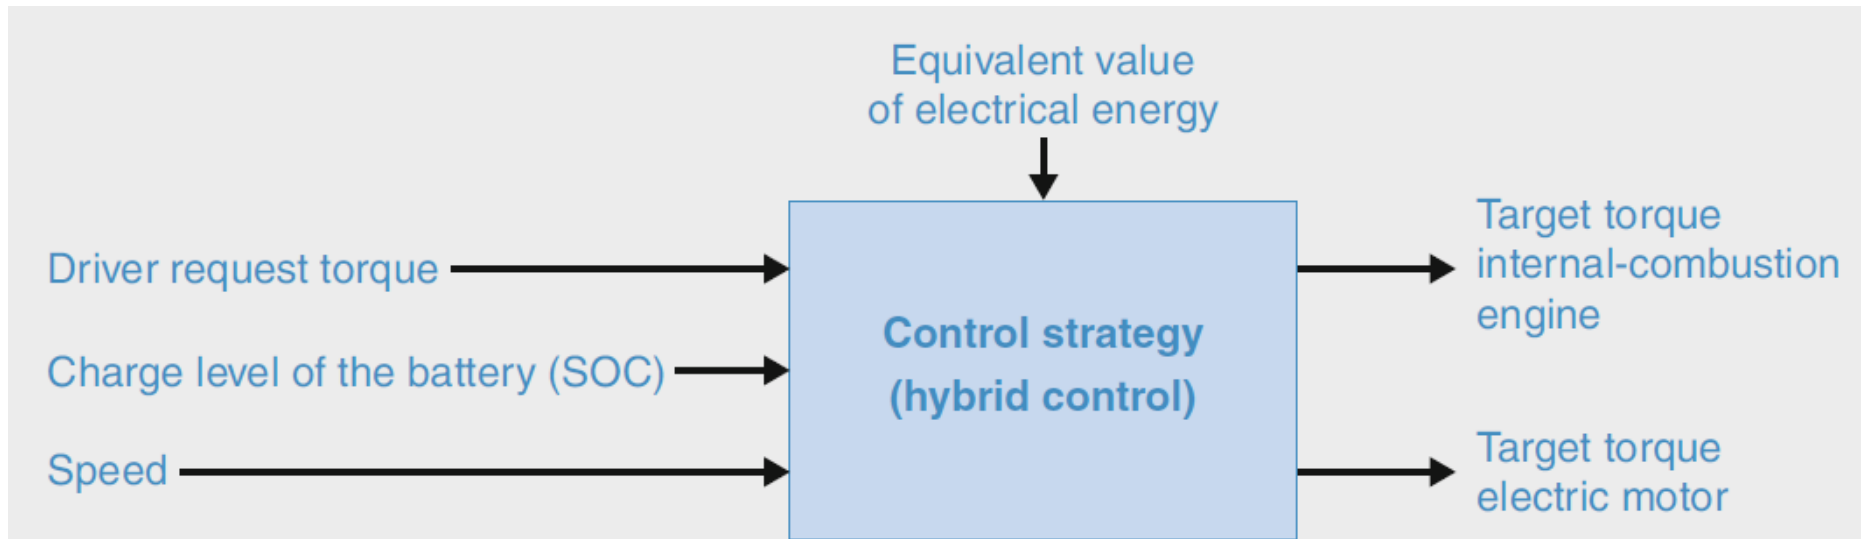 Equivalent value
of electrical energy
Driver request torque
Charge level of the battery (SOC)
Speed
Control strategy
(hybrid control)
Target torque
internal-combustion
engine
Target torque
electric motor